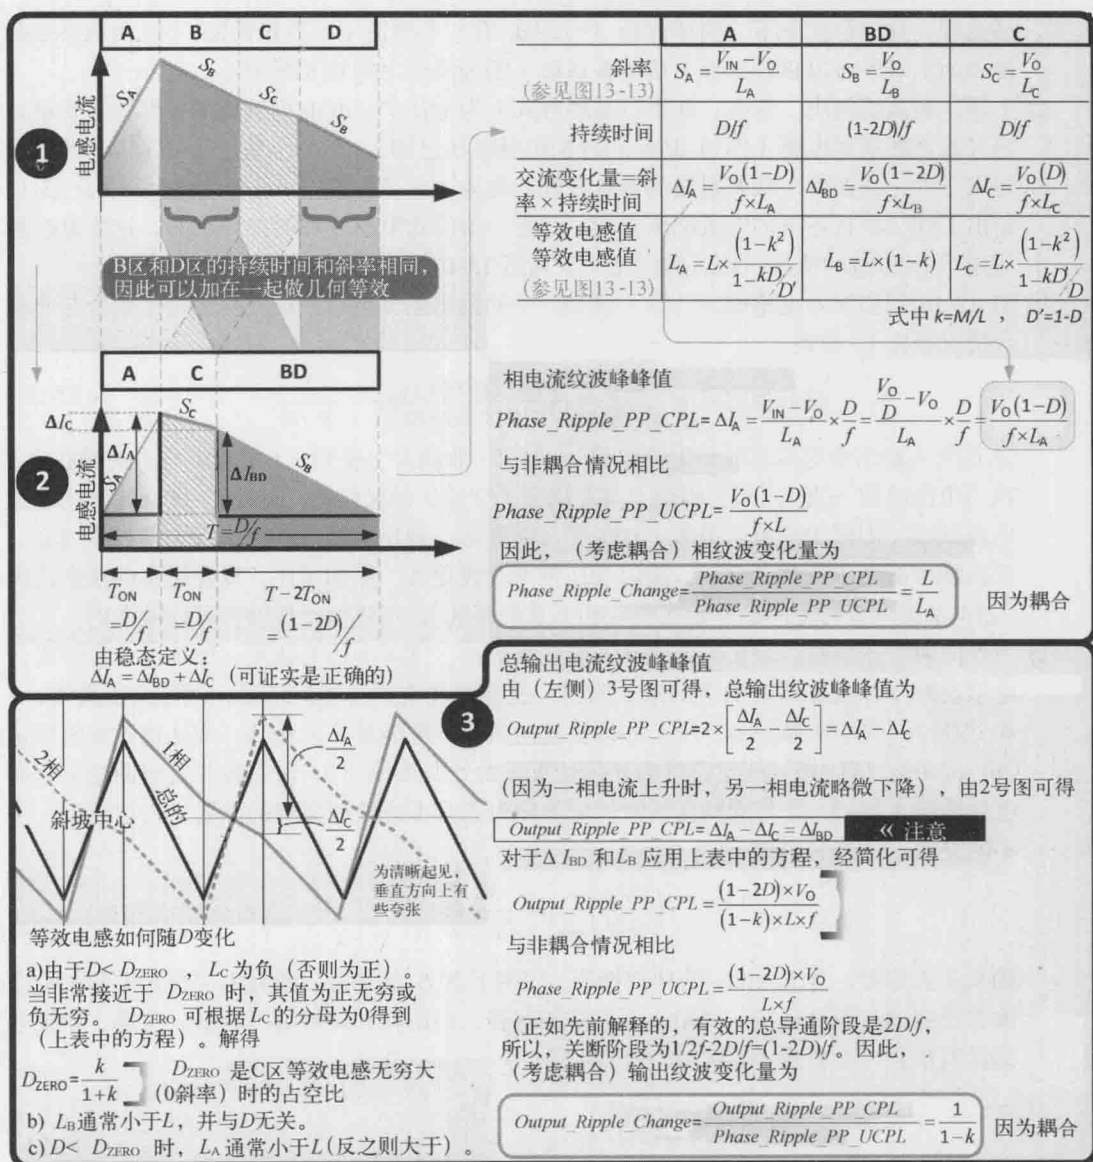 A B C D
电感电流
S_A
S_B
S_C
S_B
1
B区和D区的持续时间和斜率相同，
因此可以加在一起做几何等效
A C BD
电感电流
ΔI_C
ΔI_A
S_A
S_C
ΔI_BD
S_B
T=D/f
2
T_ON T_ON T-2T_ON
=D/f =D/f =(1-2D)/f
由稳态定义：
ΔI_A=ΔI_BD+ΔI_C （可证实是正确的）
A BD C
斜率 S_A=(V_IN-V_O)/L_A S_B=V_O/L_B S_C=V_O/L_C
(参见图13-13)
持续时间 D/f (1-2D)/f D/f
交流变化量=斜
率×持续时间 ΔI_A=V_O(1-D)/(f×L_A) ΔI_BD=V_O(1-2D)/(f×L_B) ΔI_C=V_O(D)/(f×L_C)
等效电感值
等效电感值 L_A=L×(1-k²)/(1-kD/D′) L_B=L×(1-k) L_C=L×(1-k²)/(1-kD′/D)
(参见图13-13)
式中 k=M/L ， D′=1-D
相电流纹波峰峰值
Phase_Ripple_PP_CPL=ΔI_A=(V_IN-V_O)/L_A×D/f=(V_O/D-V_O)/L_A×D/f=V_O(1-D)/(f×L_A)
与非耦合情况相比
Phase_Ripple_PP_UCPL=V_O(1-D)/(f×L)
因此，（考虑耦合）相纹波变化量为
Phase_Ripple_Change=Phase_Ripple_PP_CPL/Phase_Ripple_PP_UCPL=L/L_A 因为耦合
3
2相
1相
总的
斜坡中心
ΔI_A/2
ΔI_C/2
为清晰起见，
垂直方向上有
些夸张
等效电感如何随D变化
a)由于D< D_ZERO ，L_C 为负（否则为正）。
当非常接近于 D_ZERO 时，其值为正无穷或
负无穷。 D_ZERO 可根据 L_C的分母为0得到
（上表中的方程）。解得
D_ZERO=k/(1+k) D_ZERO 是C区等效电感无穷大
（0斜率）时的占空比
b) L_B通常小于L，并与D无关。
c) D< D_ZERO 时，L_A通常小于L(反之则大于) 。
总输出电流纹波峰峰值
由（左侧）3号图可得，总输出纹波峰峰值为
Output_Ripple_PP_CPL=2×[ΔI_A/2-ΔI_C/2]=ΔI_A-ΔI_C
(因为一相电流上升时，另一相电流略微下降），由2号图可得
Output_Ripple_PP_CPL=ΔI_A-ΔI_C=ΔI_BD 《 注意
对于ΔI_BD 和L_B 应用上表中的方程，经简化可得
Output_Ripple_PP_CPL=(1-2D)×V_O/((1-k)×L×f)
与非耦合情况相比
Phase_Ripple_PP_UCPL=(1-2D)×V_O/(L×f)
(正如先前解释的，有效的总导通阶段是2D/f，
所以，关断阶段为1/2f-2D/f=(1-2D)/f。因此，
（考虑耦合）输出纹波变化量为
Output_Ripple_Change=Output_Ripple_PP_CPL/Phase_Ripple_PP_UCPL=1/(1-k) 因为耦合